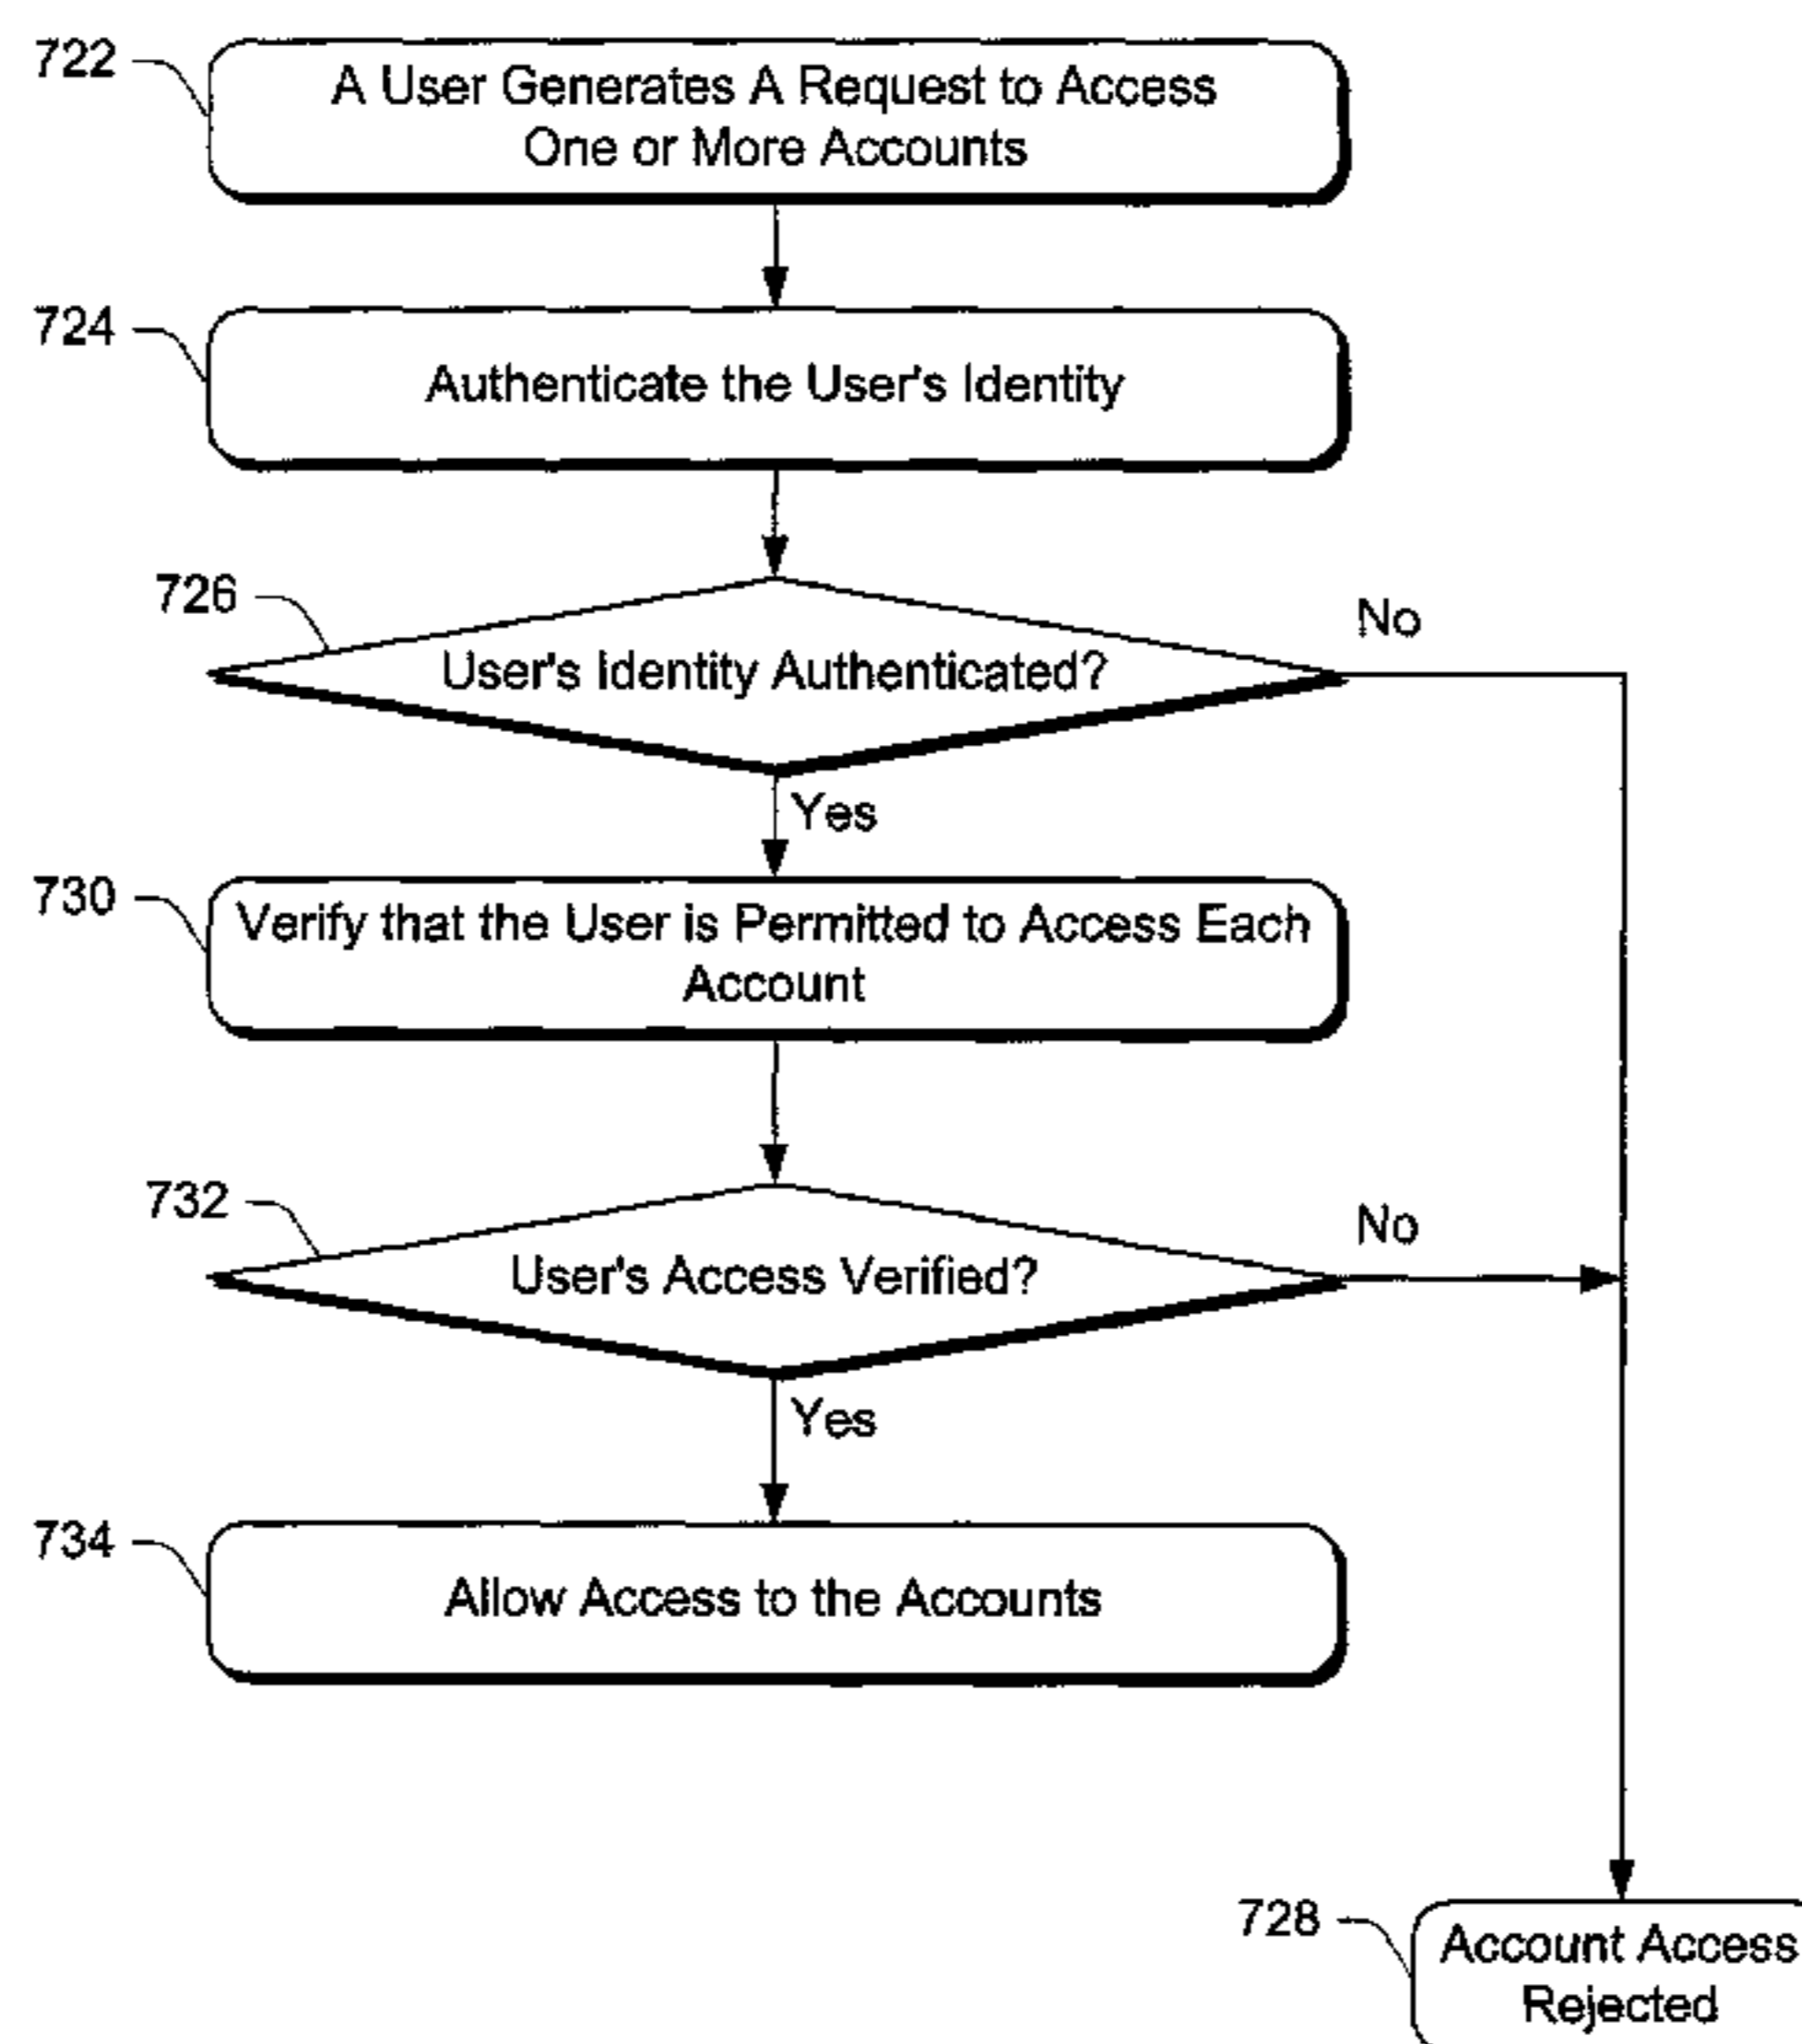 722
A User Generates A Request to Access
One or More Accounts
724
Authenticate the User's Identity
726
No
User's Identity Authenticated?
Yes
730
Verify that the User is Permitted to Access Each
Account
732
No
User's Access Verified?
Yes
734
Allow Access to the Accounts
728
Account Access
Rejected